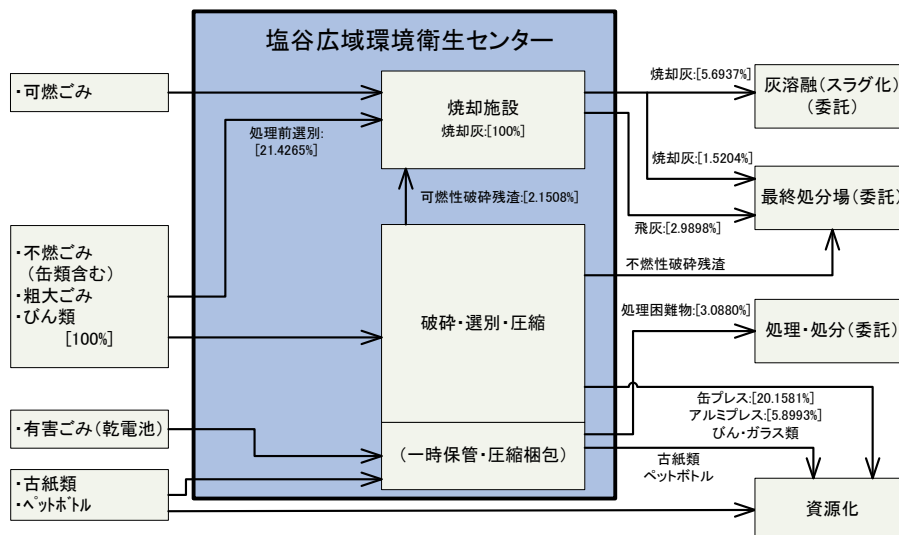 塩谷広域環境衛生センター
・可燃ごみ
焼却施設
焼却灰:[100%]
焼却灰:[5.6937%]
灰溶融(スラグ化)
(委託)
処理前選別:
[21.4265%]
焼却灰:[1.5204%]
最終処分場(委託)
可燃性破砕残渣:[2.1508%]
飛灰:[2.9898%]
・不燃ごみ
(缶類含む)
・粗大ごみ
・びん類
[100%]
不燃性破砕残渣
破砕・選別・圧縮
処理困難物:[3.0880%]
処理・処分(委託)
缶プレス:[20.1581%]
アルミプレス:[5.8993%]
びん・ガラス類
・有害ごみ(乾電池)
(一時保管・圧縮梱包)
古紙類
ペットボトル
・古紙類
・ペットボトル
資源化